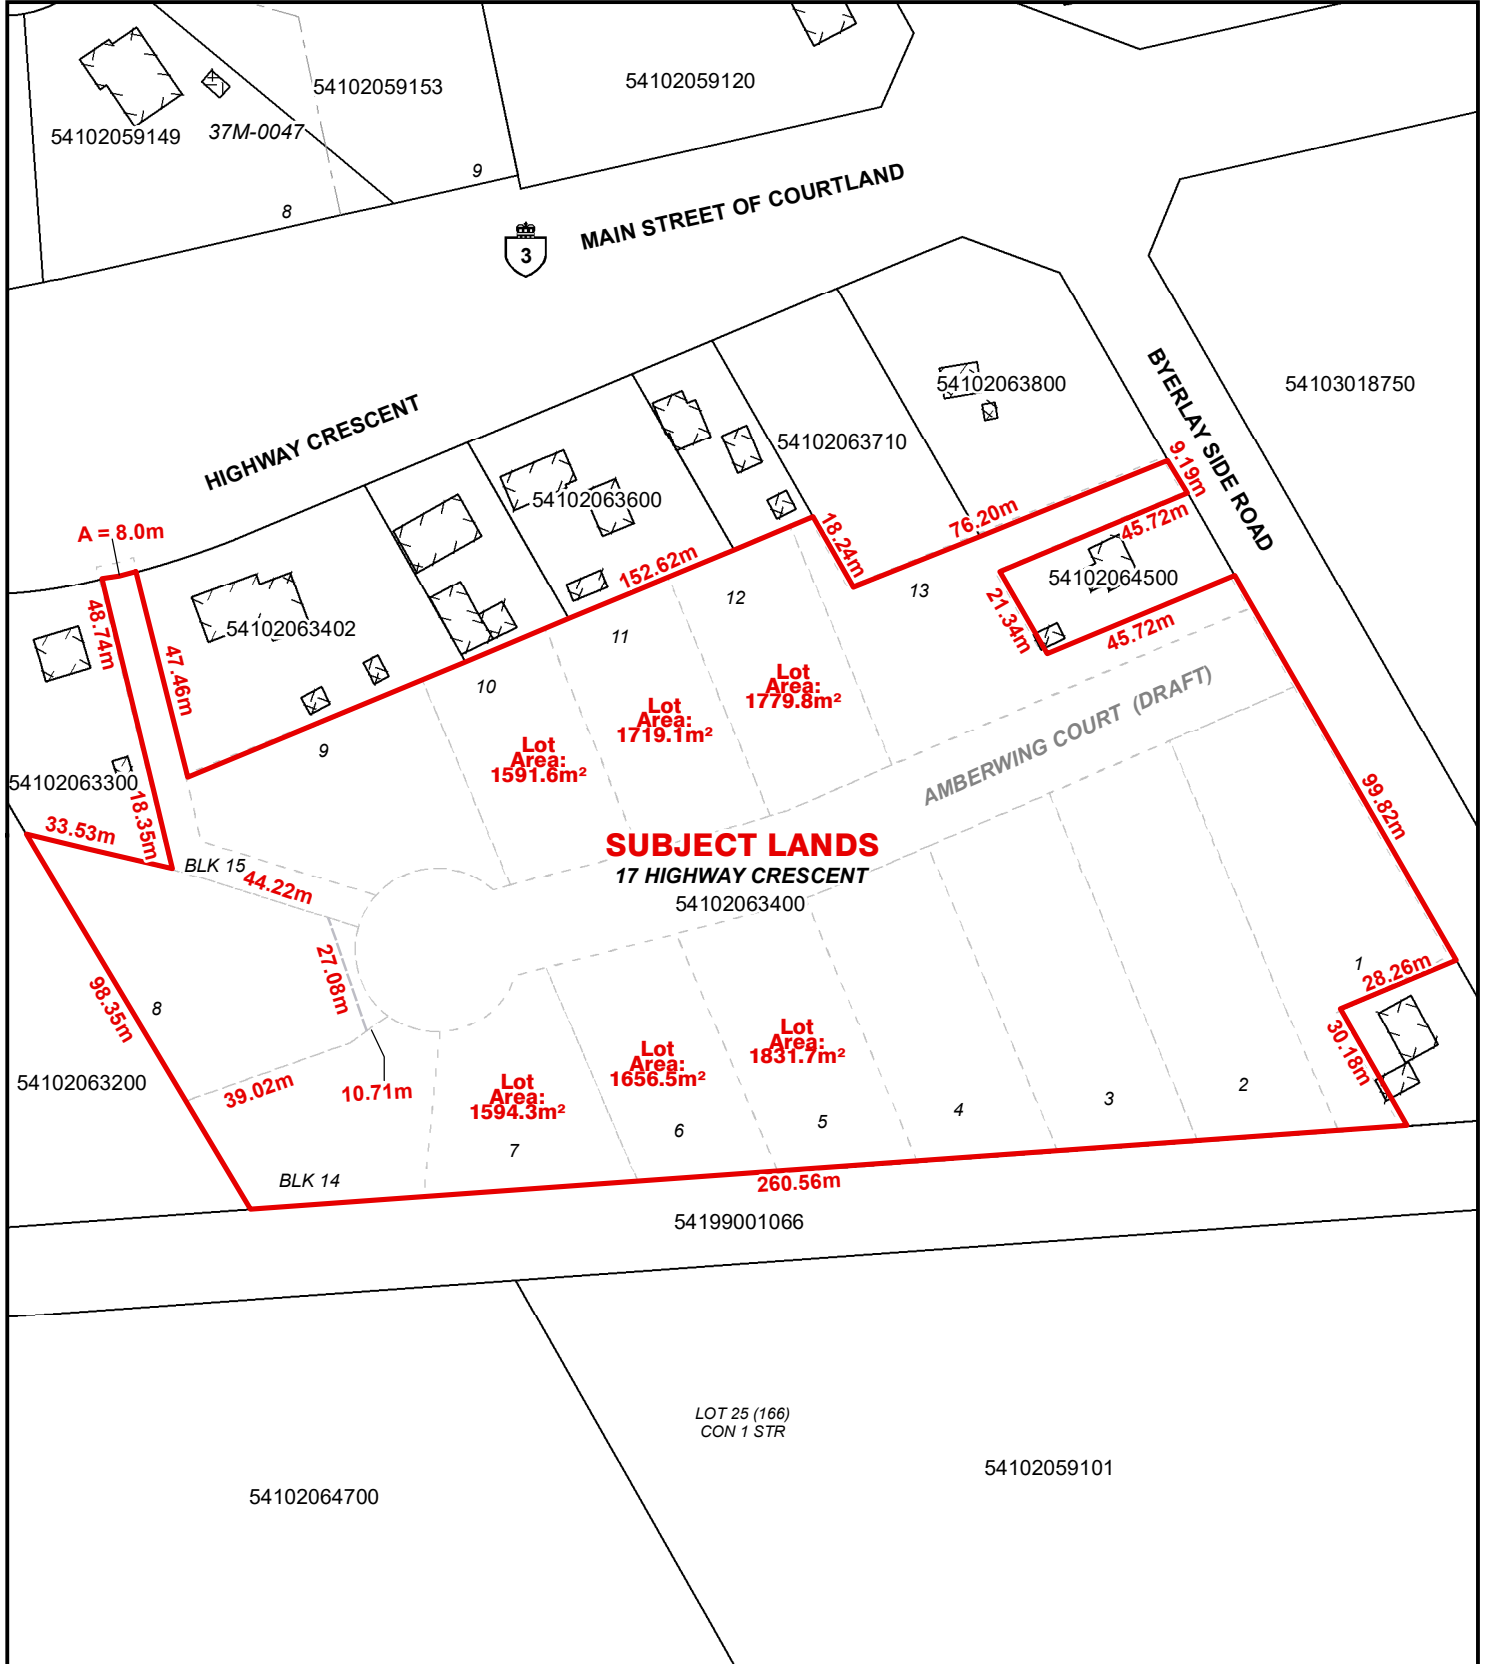 54102059153
54102059120
54102059149
37M-0047
9
8
MAIN STREET OF COURTLAND
3
54103018750
54102063800
BYERLAY SIDE ROAD
HIGHWAY CRESCENT
54102063710
9.19m
54102063600
76.20m
45.72m
18.24m
A = 8.0m
152.62m
54102064500
13
12
21.34m
45.72m
48.74m
54102063402
11
47.46m
10
9
Lot
Area:
1779.8m²
Lot
Area:
1719.1m²
Lot
Area:
1591.6m²
AMBERWING COURT (DRAFT)
54102063300
18.35m
33.53m
99.82m
SUBJECT LANDS
17 HIGHWAY CRESCENT
54102063400
BLK 15
44.22m
27.08m
98.35m
8
1
28.26m
30.18m
Lot
Area:
1831.7m²
Lot
Area:
1656.5m²
Lot
Area:
1594.3m²
54102063200
39.02m
10.71m
2
3
4
5
6
7
BLK 14
260.56m
54199001066
LOT 25 (166)
CON 1 STR
54102059101
54102064700